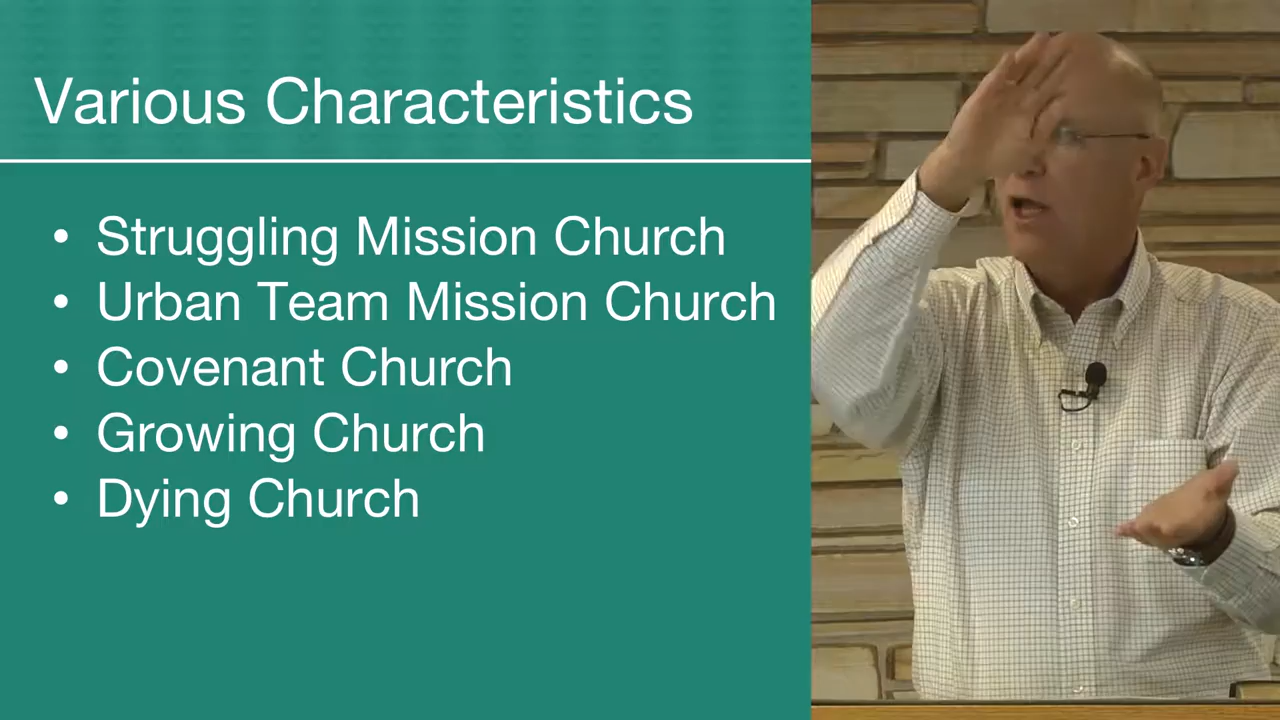 Various Characteristics
• Struggling Mission Church
• Urban Team Mission Church
• Covenant Church
• Growing Church
• Dying Church